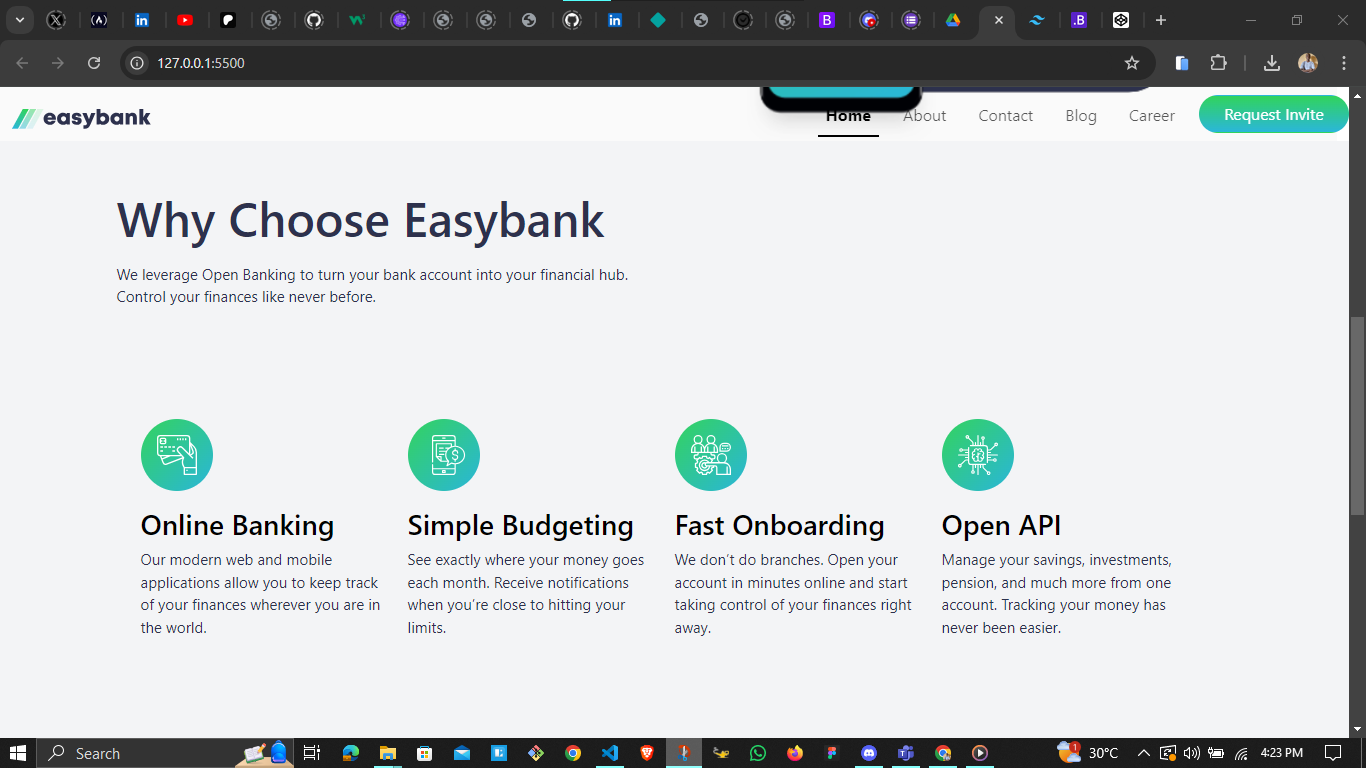 127.0.0.1:5500
easybank
Home About Contact Blog Career Request Invite
Why Choose Easybank
We leverage Open Banking to turn your bank account into your financial hub.
Control your finances like never before.
Online Banking
Our modern web and mobile
applications allow you to keep track
of your finances wherever you are in
the world.
Simple Budgeting
See exactly where your money goes
each month. Receive notifications
when you’re close to hitting your
limits.
Fast Onboarding
We don’t do branches. Open your
account in minutes online and start
taking control of your finances right
away.
Open API
Manage your savings, investments,
pension, and much more from one
account. Tracking your money has
never been easier.
Search
1
30°C
4:23 PM